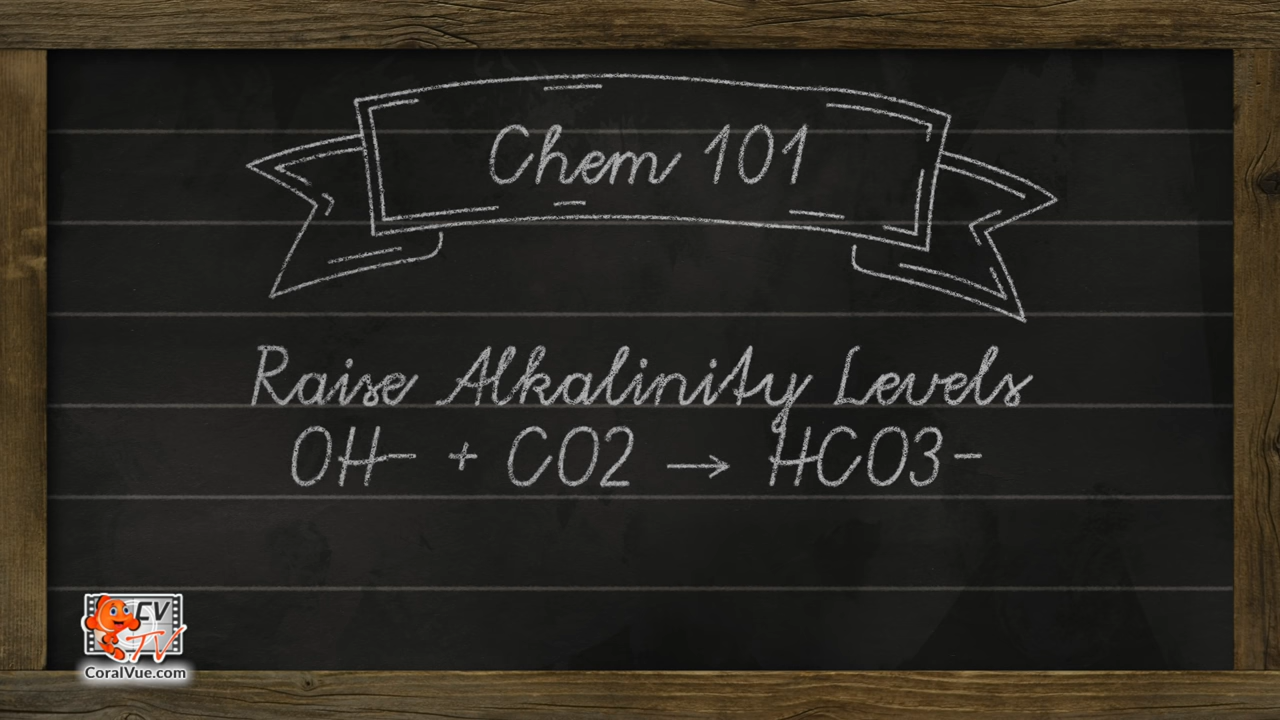 Chem 101
Raise Alkalinity Levels
OH- + CO2 → HCO3-
CV
TV
CoralVue.com